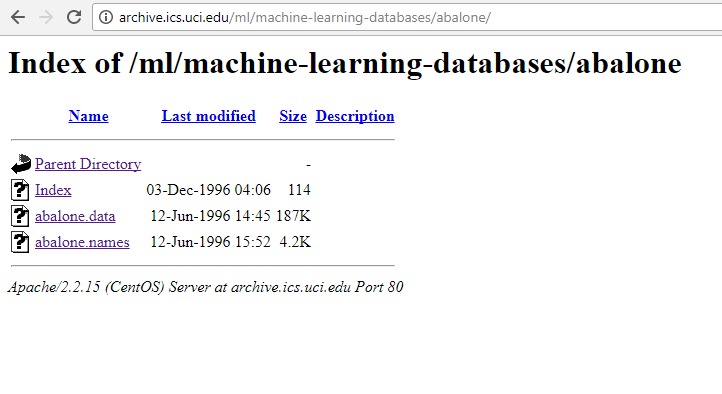 archive.ics.uci.edu/ml/machine-learning-databases/abalone/
Index of /ml/machine-learning-databases/abalone
Name Last modified Size Description
Parent Directory -
Index 03-Dec-1996 04:06 114
abalone.data 12-Jun-1996 14:45 187K
abalone.names 12-Jun-1996 15:52 4.2K
Apache/2.2.15 (CentOS) Server at archive.ics.uci.edu Port 80